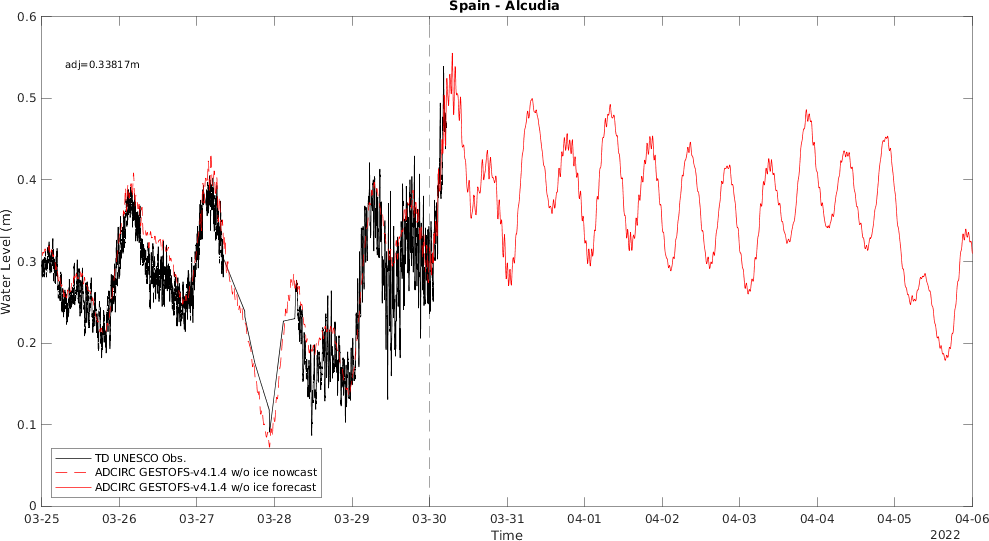 Spain - Alcudia
0.6
adj=0.33817m
0.5
0.4
0.3
Water Level (m)
0.2
0.1
TD UNESCO Obs.
ADCIRC GESTOFS-v4.1.4 w/o ice nowcast
ADCIRC GESTOFS-v4.1.4 w/o ice forecast
0
03-25 03-26 03-27 03-28 03-29 03-30 03-31 04-01 04-02 04-03 04-04 04-05 04-06
Time
2022